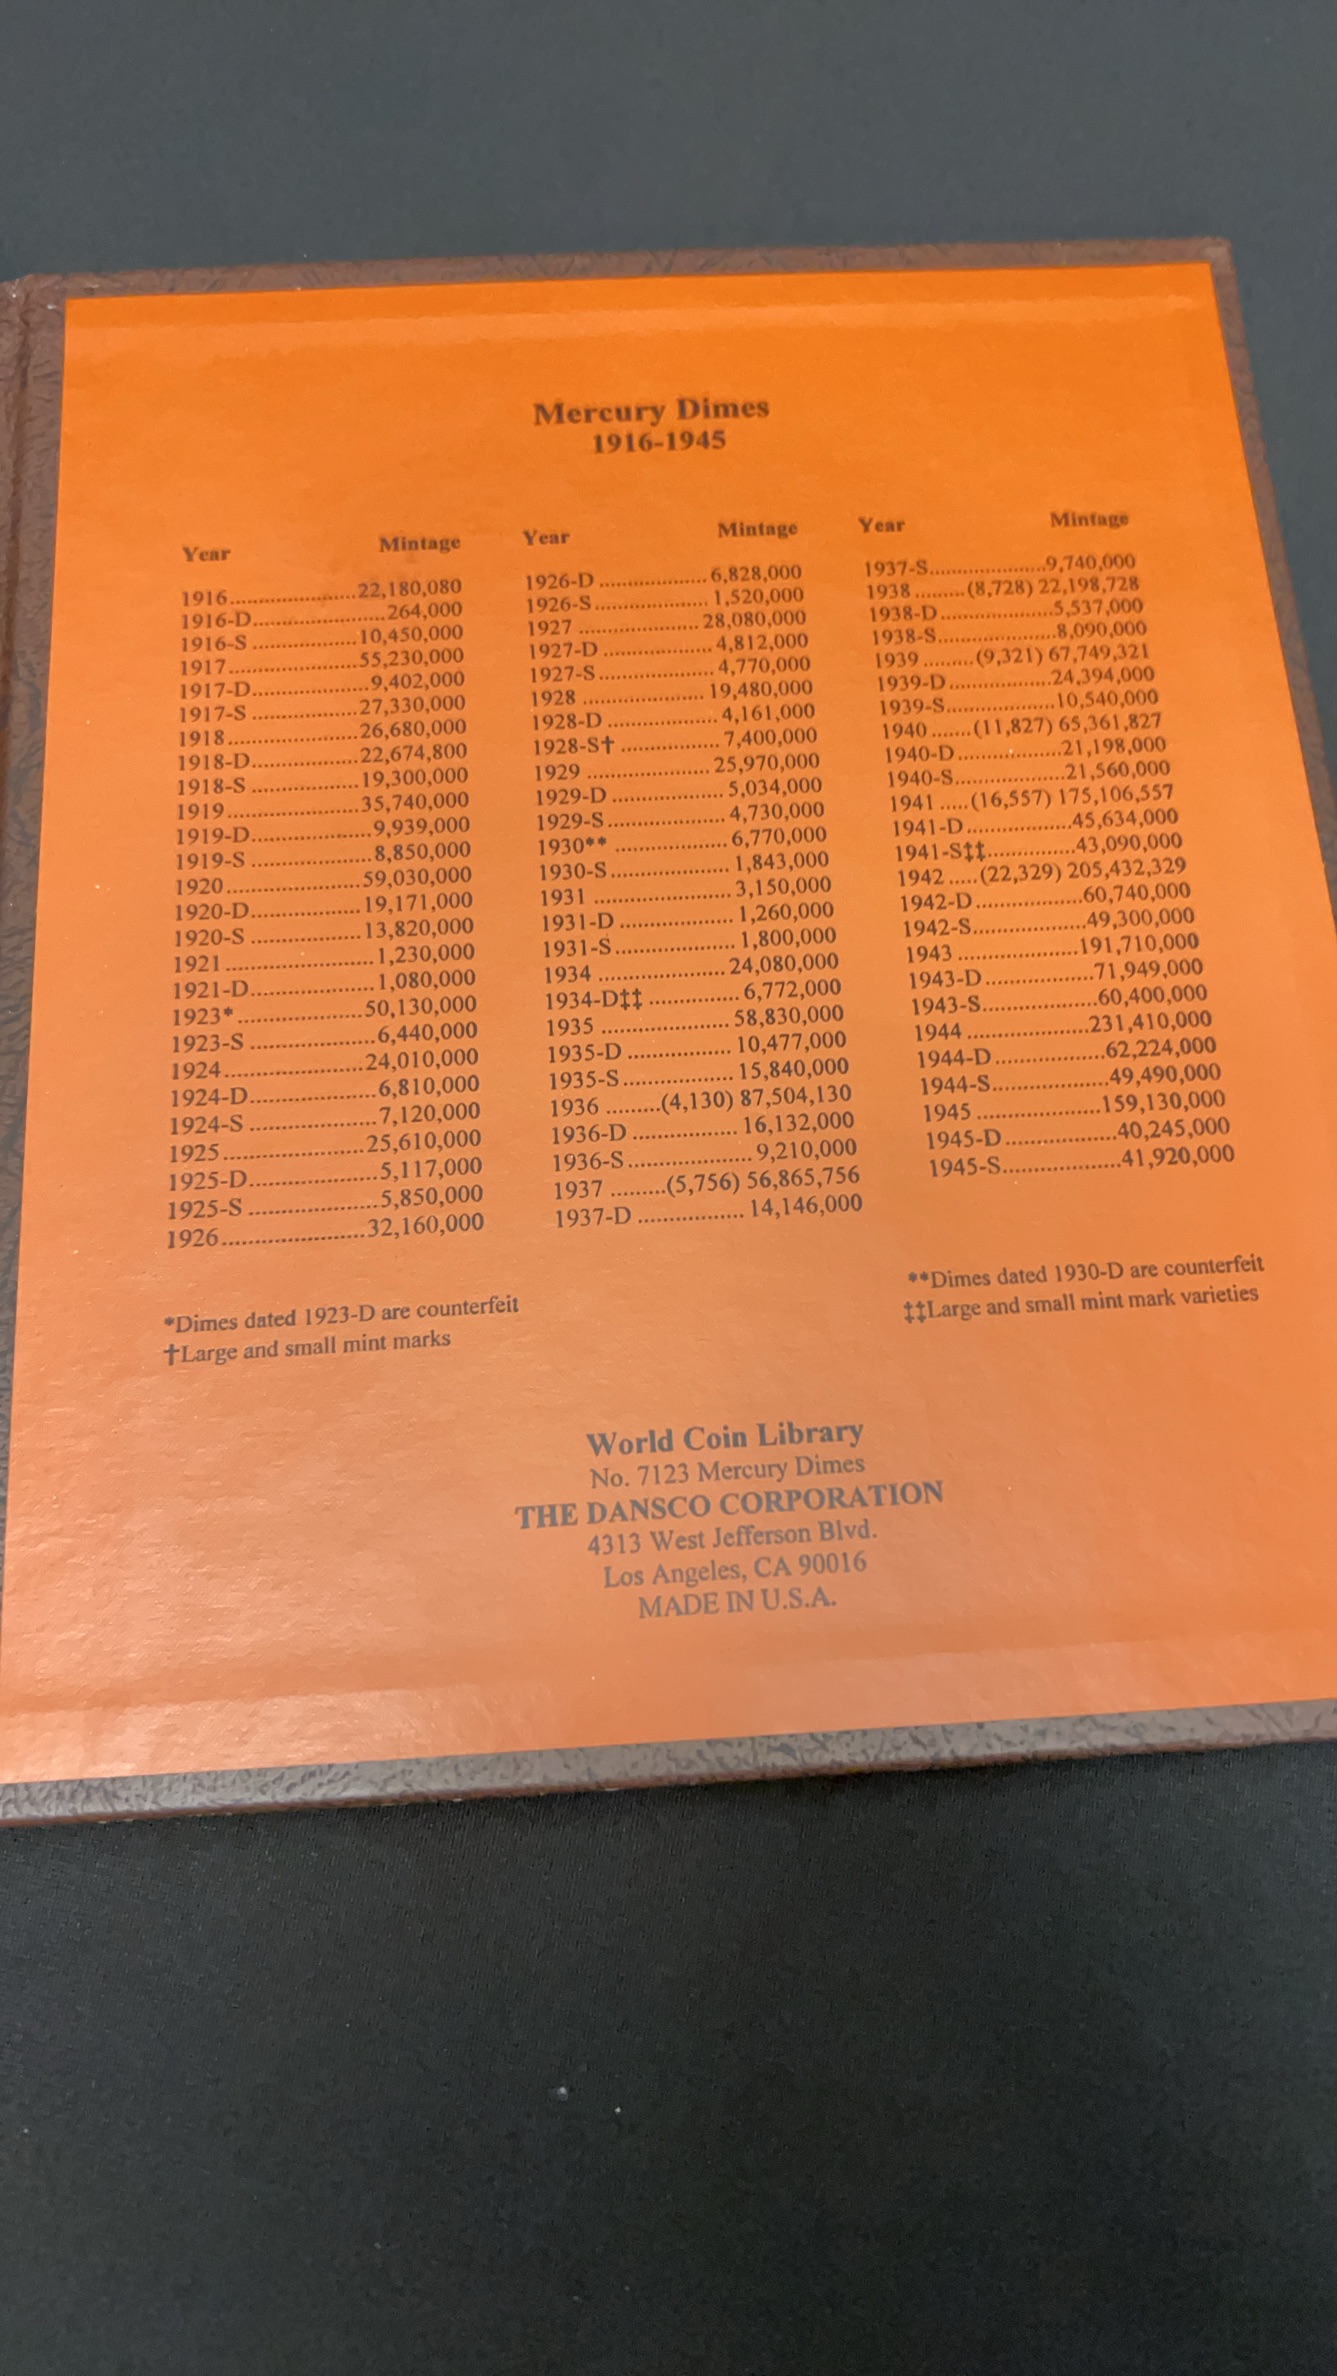 Mercury Dimes
1916-1945
Year Mintage
1916.....................22,180,080
1916-D......................264,000
1916-S ..................10,450,000
1917......................55,230,000
1917-D....................9,402,000
1917-S ..................27,330,000
1918......................26,680,000
1918-D..................22,674,800
1918-S ..................19,300,000
1919......................35,740,000
1919-D....................9,939,000
1919-S ....................8,850,000
1920.......................59,030,000
1920-D...................19,171,000
1920-S ...................13,820,000
1921 .........................1,230,000
1921-D.....................1,080,000
1923*.....................50,130,000
1923-S .....................6,440,000
1924.......................24,010,000
1924-D.....................6,810,000
1924-S .....................7,120,000
1925.......................25,610,000
1925-D.....................5,117,000
1925-S .....................5,850,000
1926.......................32,160,000
Year Mintage
1926-D .................. 6,828,000
1926-S ................... 1,520,000
1927 .................... 28,080,000
1927-D .................. 4,812,000
1927-S................... 4,770,000
1928 .................... 19,480,000
1928-D .................. 4,161,000
1928-S† ................. 7,400,000
1929 .................... 25,970,000
1929-D .................. 5,034,000
1929-S................... 4,730,000
1930** ................... 6,770,000
1930-S................... 1,843,000
1931 ...................... 3,150,000
1931-D .................. 1,260,000
1931-S................... 1,800,000
1934 .................... 24,080,000
1934-D‡‡ ............... 6,772,000
1935 .................... 58,830,000
1935-D ................. 10,477,000
1935-S.................. 15,840,000
1936 .........(4,130) 87,504,130
1936-D ................. 16,132,000
1936-S.................... 9,210,000
1937 .........(5,756) 56,865,756
1937-D ................. 14,146,000
Year Mintage
1937-S....................9,740,000
1938 .........(8,728) 22,198,728
1938-D...................5,537,000
1938-S....................8,090,000
1939 .........(9,321) 67,749,321
1939-D..................24,394,000
1939-S..................10,540,000
1940 .......(11,827) 65,361,827
1940-D..................21,198,000
1940-S...................21,560,000
1941 .....(16,557) 175,106,557
1941-D..................45,634,000
1941-S‡‡...............43,090,000
1942 .....(22,329) 205,432,329
1942-D..................60,740,000
1942-S...................49,300,000
1943 ....................191,710,000
1943-D..................71,949,000
1943-S...................60,400,000
1944 ....................231,410,000
1944-D..................62,224,000
1944-S...................49,490,000
1945 ....................159,130,000
1945-D..................40,245,000
1945-S...................41,920,000
*Dimes dated 1923-D are counterfeit
†Large and small mint marks
**Dimes dated 1930-D are counterfeit
‡‡Large and small mint mark varieties
World Coin Library
No. 7123 Mercury Dimes
THE DANSCO CORPORATION
4313 West Jefferson Blvd.
Los Angeles, CA 90016
MADE IN U.S.A.